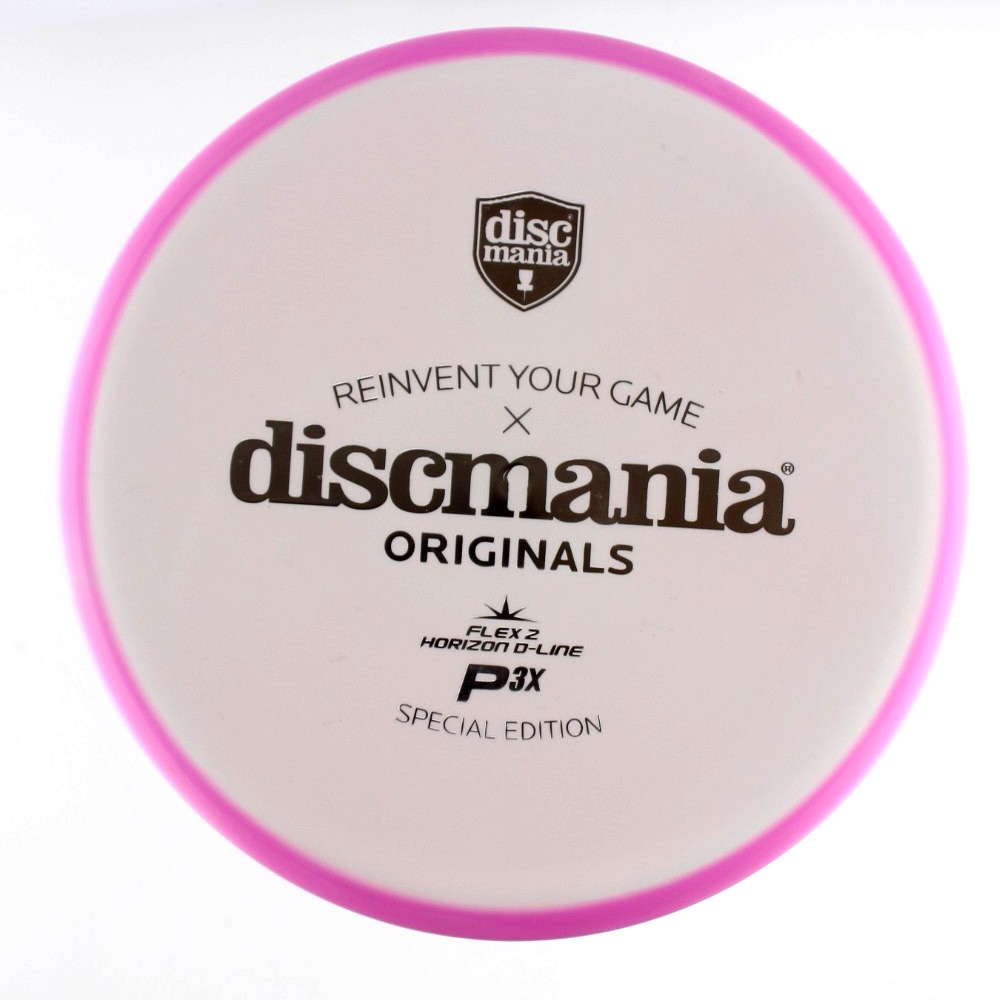 disc
mania
REINVENT YOUR GAME
X
discmania®
ORIGINALS
FLEX 2
HORIZON D-LINE
P3X
SPECIAL EDITION